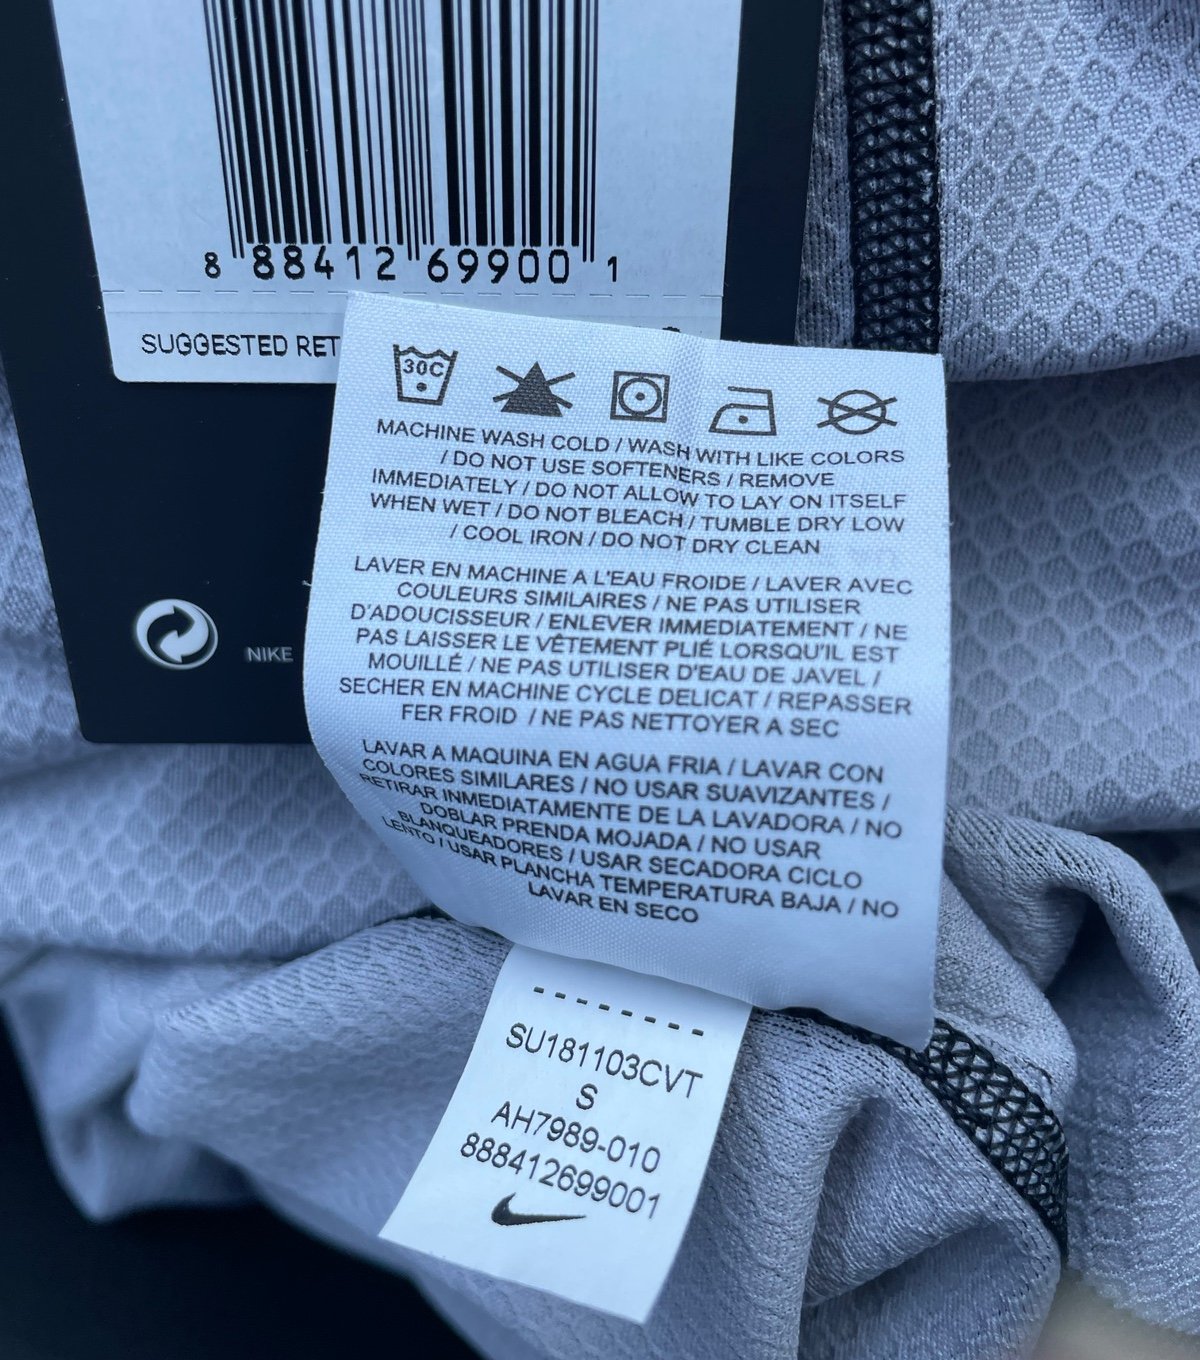 8 88412 69900 1
SUGGESTED RET
30C
MACHINE WASH COLD / WASH WITH LIKE COLORS
/ DO NOT USE SOFTENERS / REMOVE
IMMEDIATELY / DO NOT ALLOW TO LAY ON ITSELF
WHEN WET / DO NOT BLEACH / TUMBLE DRY LOW
/ COOL IRON / DO NOT DRY CLEAN
LAVER EN MACHINE A L'EAU FROIDE / LAVER AVEC
COULEURS SIMILAIRES / NE PAS UTILISER
D'ADOUCISSEUR / ENLEVER IMMEDIATEMENT / NE
PAS LAISSER LE VÊTEMENT PLIÉ LORSQU'IL EST
MOUILLÉ / NE PAS UTILISER D'EAU DE JAVEL /
SECHER EN MACHINE CYCLE DELICAT / REPASSER
FER FROID / NE PAS NETTOYER A SEC
LAVAR A MAQUINA EN AGUA FRIA / LAVAR CON
COLORES SIMILARES / NO USAR SUAVIZANTES /
RETIRAR INMEDIATAMENTE DE LA LAVADORA / NO
DOBLAR PRENDA MOJADA / NO USAR
BLANQUEADORES / USAR SECADORA CICLO
LENTO / USAR PLANCHA TEMPERATURA BAJA / NO
LAVAR EN SECO
NIKE
SU181103CVT
S
AH7989-010
888412699001